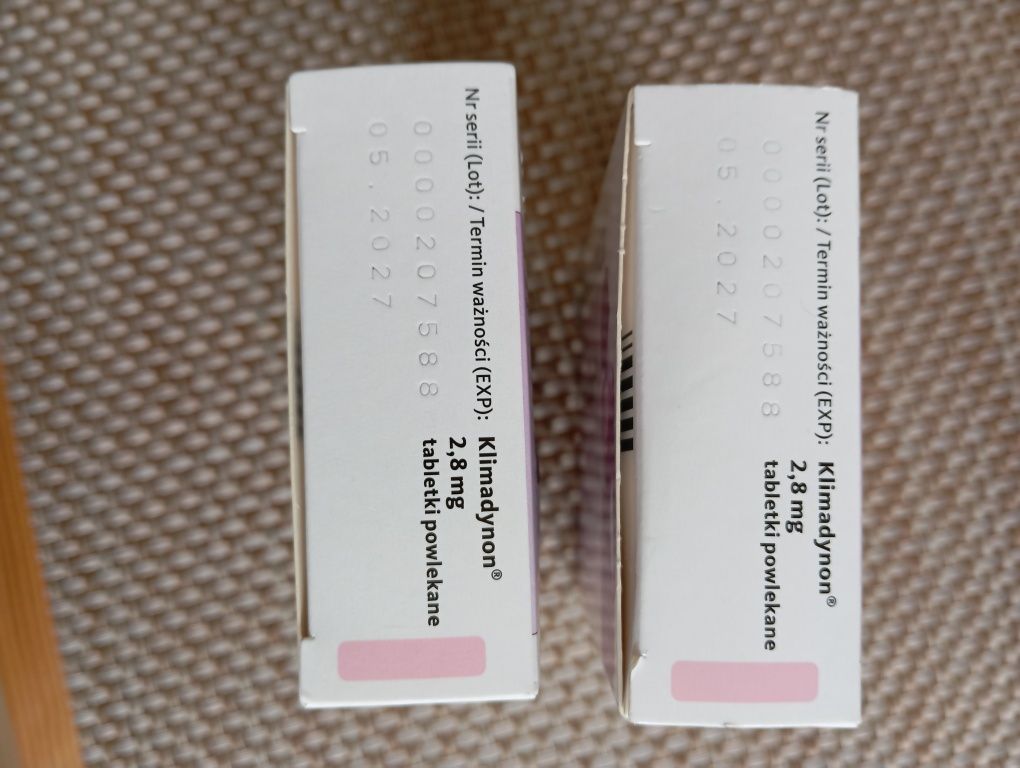 Nr serii (Lot): / Termin ważności (EXP):
0000207588
05.2027
Klimadynon®
2,8 mg
tabletki powlekane
Nr serii (Lot): / Termin ważności (EXP):
0000207588
05.2027
Klimadynon®
2,8 mg
tabletki powlekane